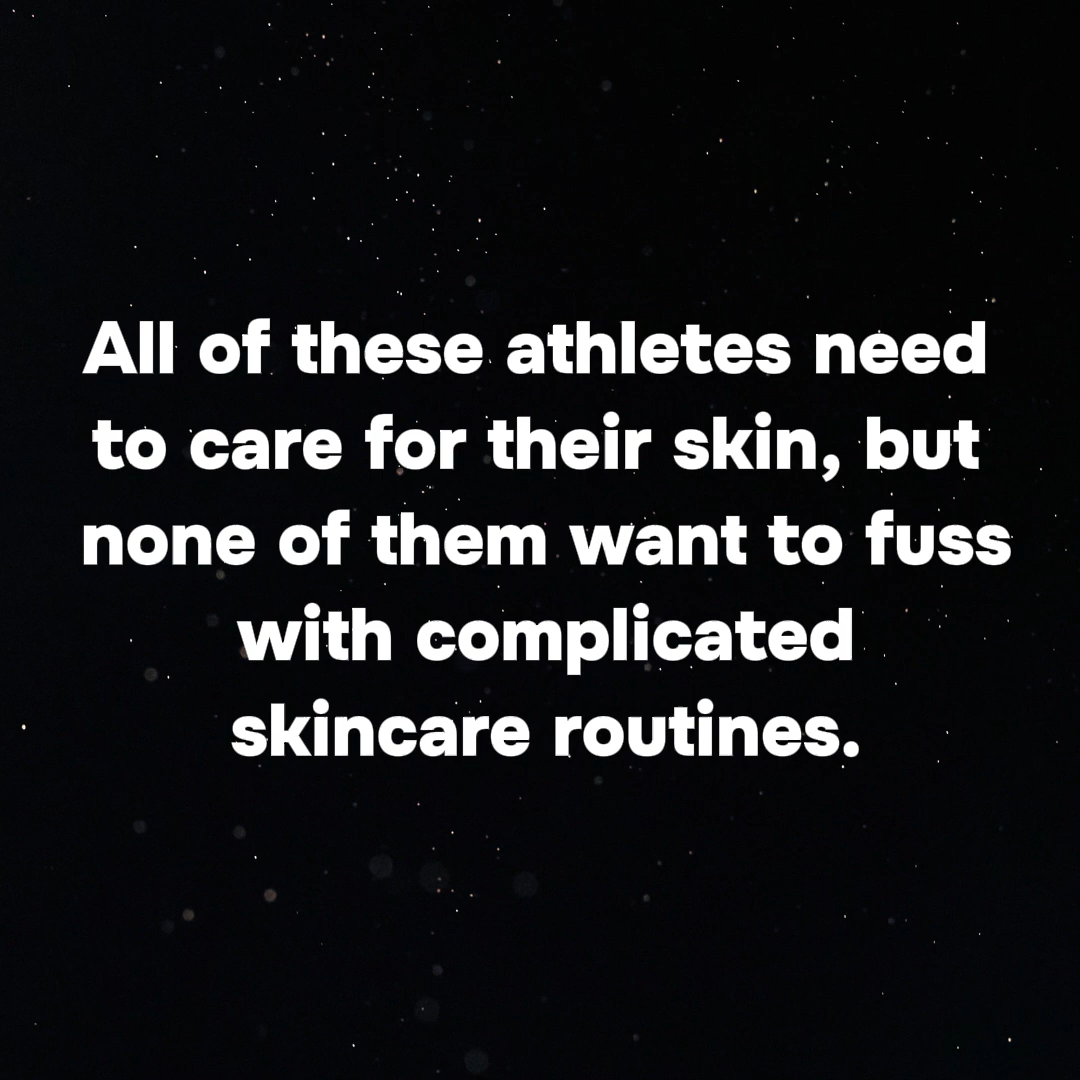 All of these athletes need
to care for their skin, but
none of them want to fuss
with complicated
skincare routines.